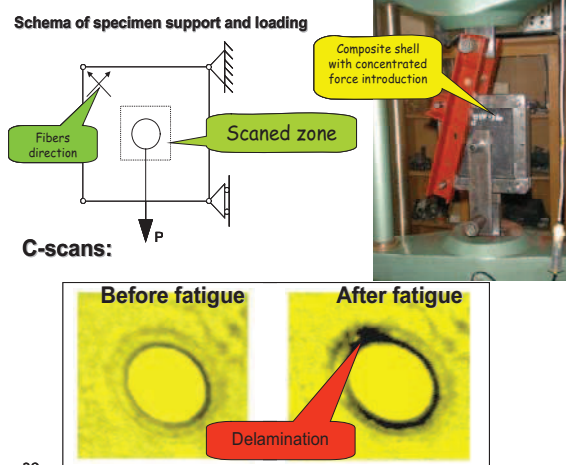 Schema of specimen support and loading
Composite shell
with concentrated
force introduction
Fibers
direction
Scaned zone
P
C-scans:
Before fatigue
After fatigue
Delamination